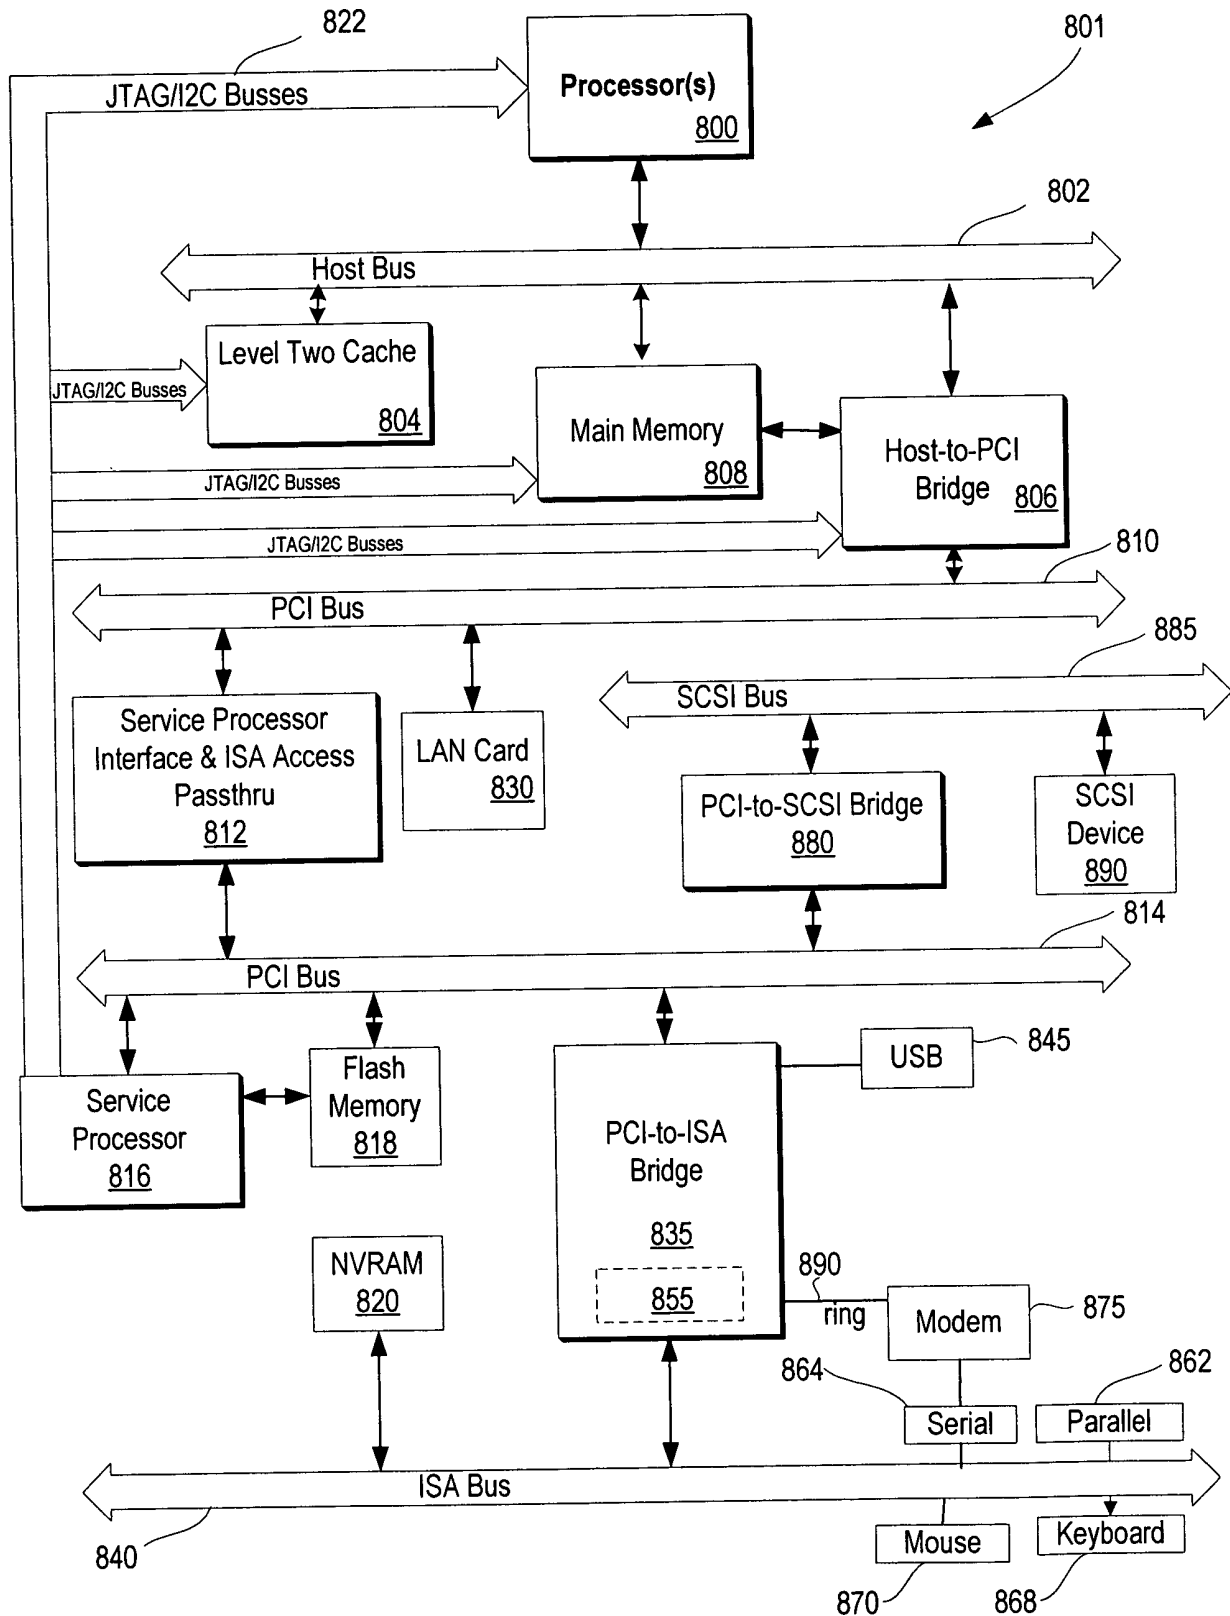 822
801
JTAG/I2C Busses
Processor(s)
800
802
Host Bus
Level Two Cache
804
JTAG/I2C Busses
Main Memory
808
Host-to-PCI
Bridge
806
JTAG/I2C Busses
JTAG/I2C Busses
810
PCI Bus
885
SCSI Bus
Service Processor
Interface & ISA Access
Passthru
812
LAN Card
830
PCI-to-SCSI Bridge
880
SCSI
Device
890
814
PCI Bus
USB
845
Service
Processor
816
Flash
Memory
818
PCI-to-ISA
Bridge
835
855
NVRAM
820
890
ring
Modem
875
864
862
Serial
Parallel
ISA Bus
840
Mouse
Keyboard
870
868